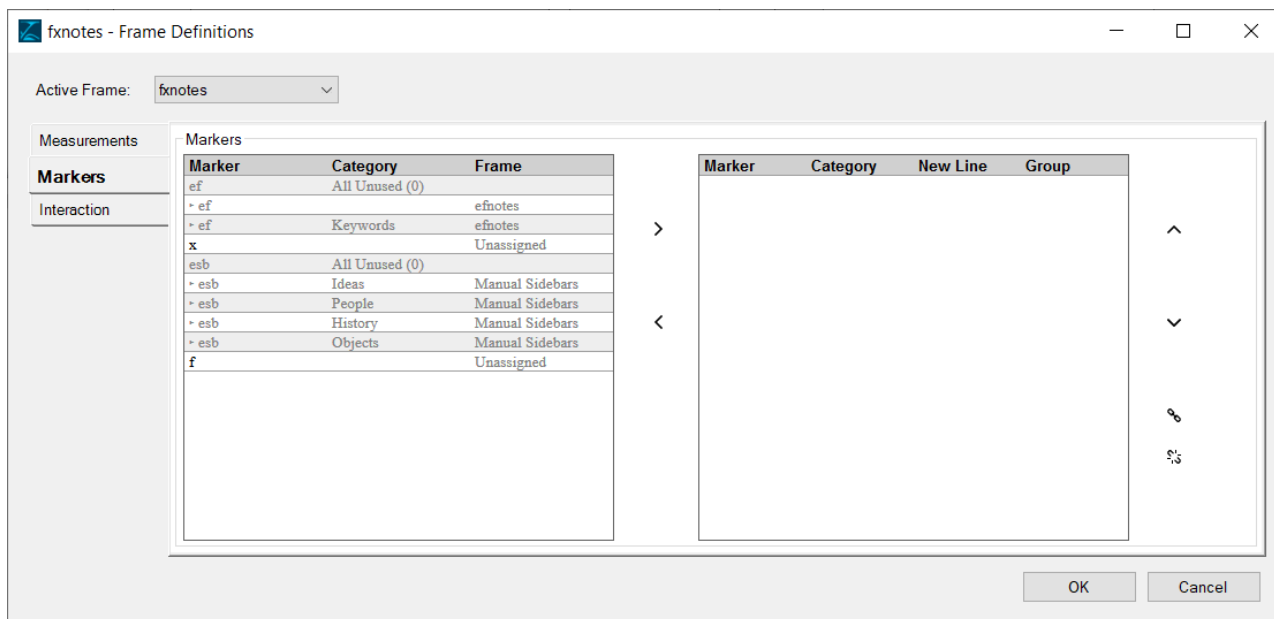 fxnotes - Frame Definitions
Active Frame: fxnotes
Measurements
Markers
Interaction
Markers
Marker Category Frame
ef All Unused (0)
ef efnotes
ef Keywords efnotes
x Unassigned
esb All Unused (0)
esb Ideas Manual Sidebars
esb People Manual Sidebars
esb History Manual Sidebars
esb Objects Manual Sidebars
f Unassigned
Marker Category New Line Group
OK Cancel